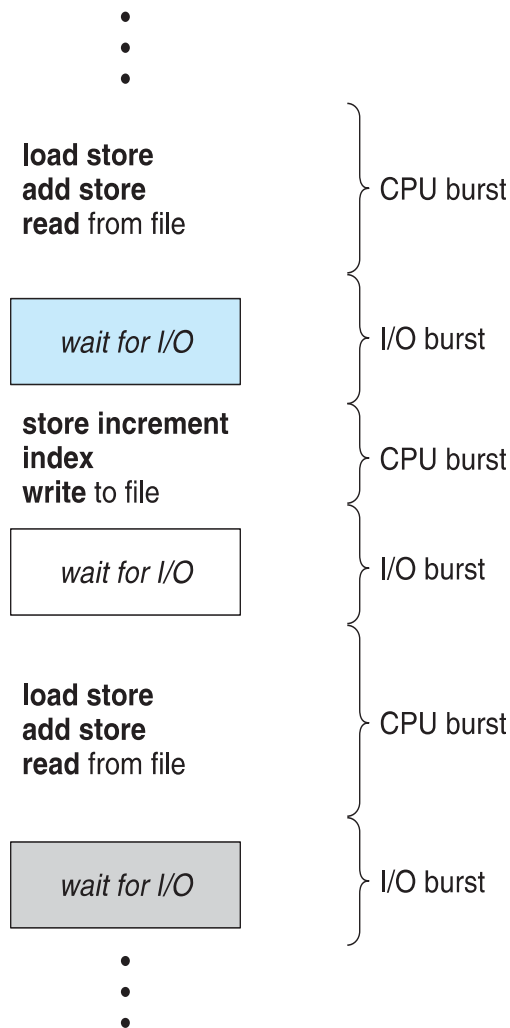 load store
add store
read from file
CPU burst
wait for I/O
I/O burst
store increment
index
write to file
CPU burst
wait for I/O
I/O burst
load store
add store
read from file
CPU burst
wait for I/O
I/O burst